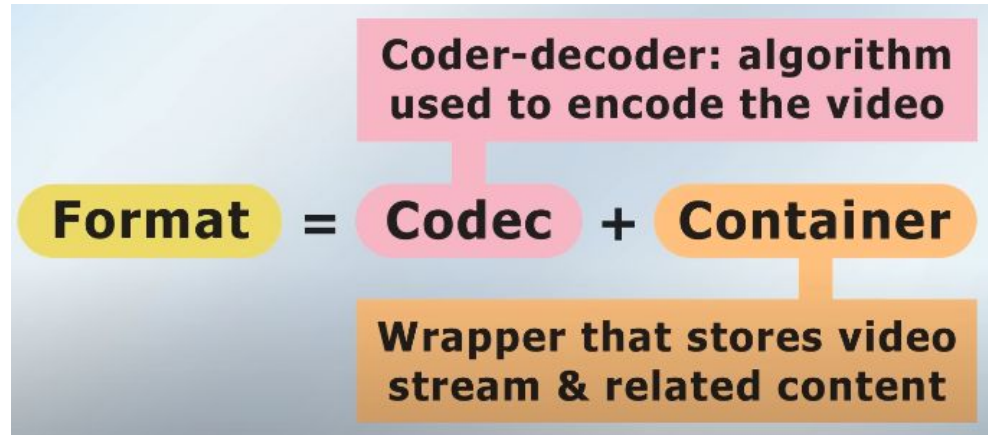 Coder-decoder: algorithm
used to encode the video
Format = Codec + Container
Wrapper that stores video
stream & related content